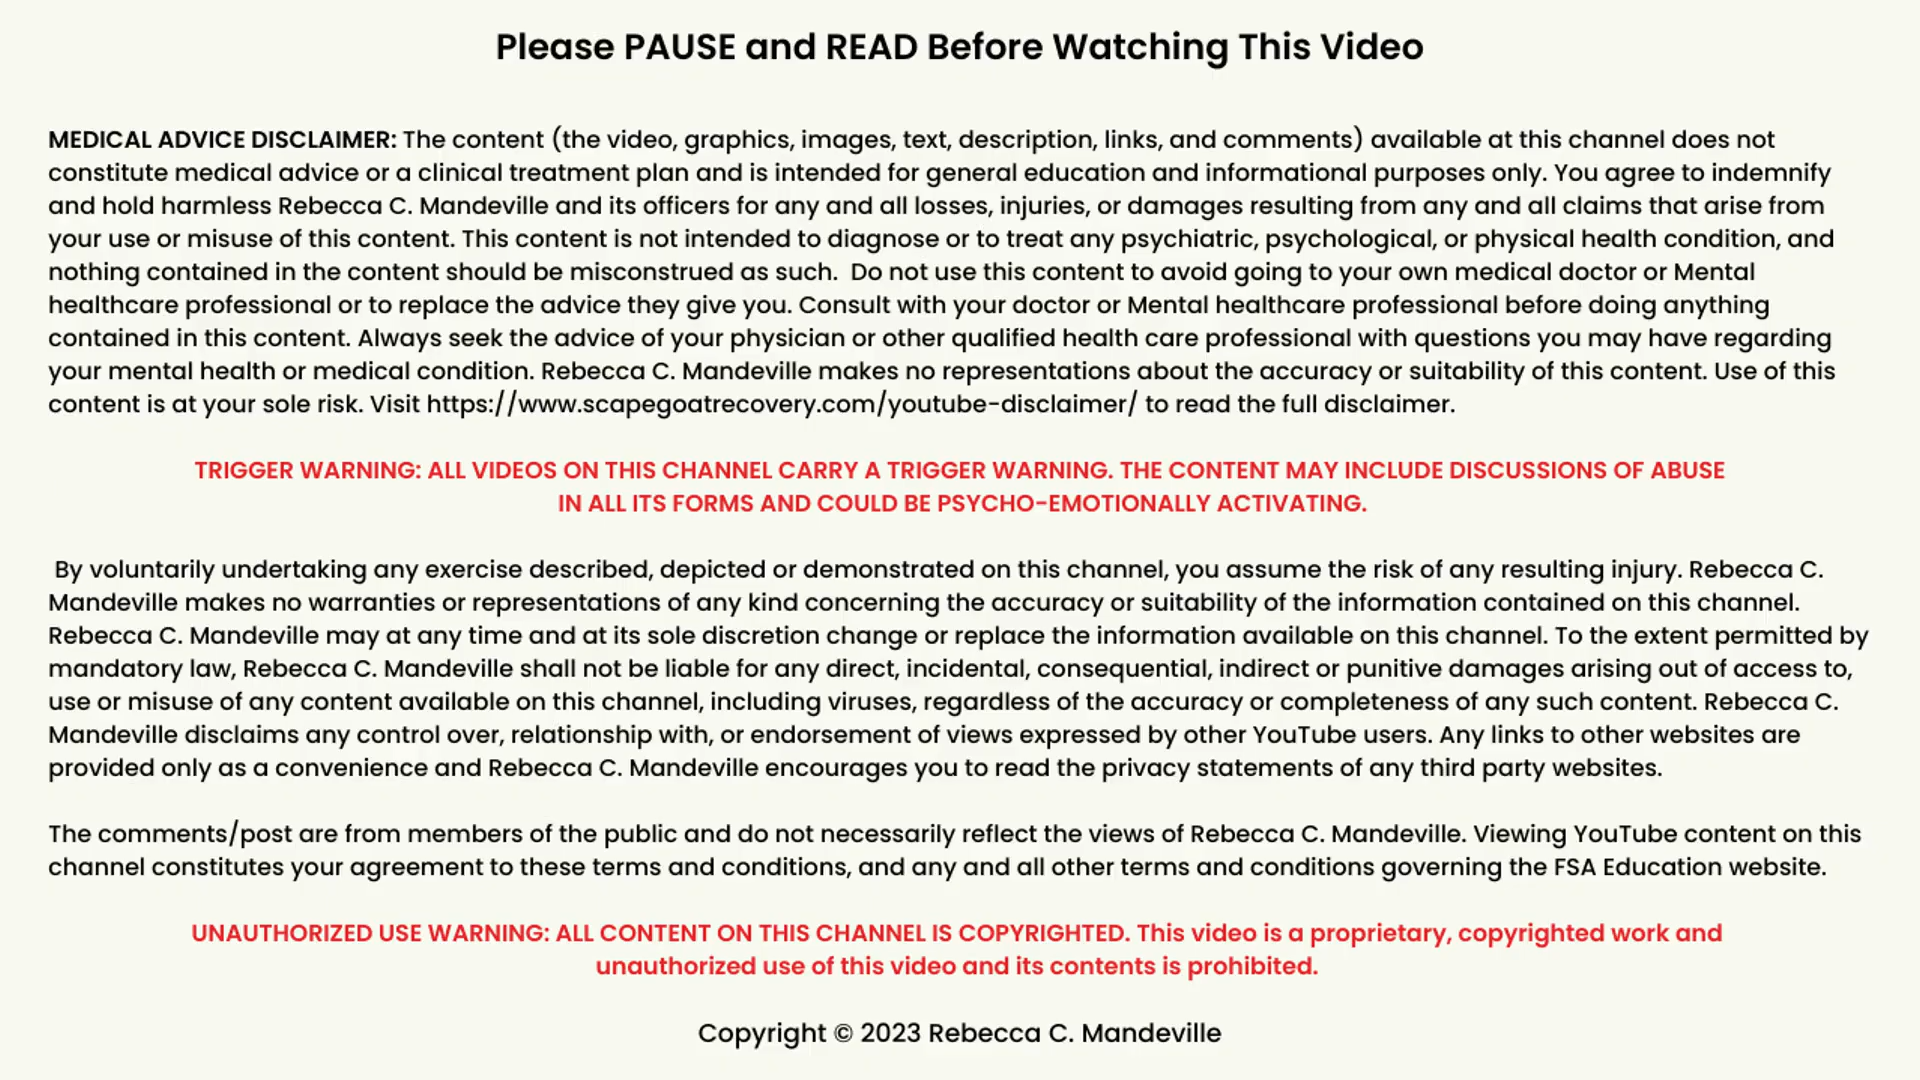 Please PAUSE and READ Before Watching This Video
MEDICAL ADVICE DISCLAIMER: The content (the video, graphics, images, text, description, links, and comments) available at this channel does not
constitute medical advice or a clinical treatment plan and is intended for general education and informational purposes only. You agree to indemnify
and hold harmless Rebecca C. Mandeville and its officers for any and all losses, injuries, or damages resulting from any and all claims that arise from
your use or misuse of this content. This content is not intended to diagnose or to treat any psychiatric, psychological, or physical health condition, and
nothing contained in the content should be misconstrued as such.  Do not use this content to avoid going to your own medical doctor or Mental
healthcare professional or to replace the advice they give you. Consult with your doctor or Mental healthcare professional before doing anything
contained in this content. Always seek the advice of your physician or other qualified health care professional with questions you may have regarding
your mental health or medical condition. Rebecca C. Mandeville makes no representations about the accuracy or suitability of this content. Use of this
content is at your sole risk. Visit https://www.scapegoatrecovery.com/youtube-disclaimer/ to read the full disclaimer.
TRIGGER WARNING: ALL VIDEOS ON THIS CHANNEL CARRY A TRIGGER WARNING. THE CONTENT MAY INCLUDE DISCUSSIONS OF ABUSE
IN ALL ITS FORMS AND COULD BE PSYCHO-EMOTIONALLY ACTIVATING.
By voluntarily undertaking any exercise described, depicted or demonstrated on this channel, you assume the risk of any resulting injury. Rebecca C.
Mandeville makes no warranties or representations of any kind concerning the accuracy or suitability of the information contained on this channel.
Rebecca C. Mandeville may at any time and at its sole discretion change or replace the information available on this channel. To the extent permitted by
mandatory law, Rebecca C. Mandeville shall not be liable for any direct, incidental, consequential, indirect or punitive damages arising out of access to,
use or misuse of any content available on this channel, including viruses, regardless of the accuracy or completeness of any such content. Rebecca C.
Mandeville disclaims any control over, relationship with, or endorsement of views expressed by other YouTube users. Any links to other websites are
provided only as a convenience and Rebecca C. Mandeville encourages you to read the privacy statements of any third party websites.
The comments/post are from members of the public and do not necessarily reflect the views of Rebecca C. Mandeville. Viewing YouTube content on this
channel constitutes your agreement to these terms and conditions, and any and all other terms and conditions governing the FSA Education website.
UNAUTHORIZED USE WARNING: ALL CONTENT ON THIS CHANNEL IS COPYRIGHTED. This video is a proprietary, copyrighted work and
unauthorized use of this video and its contents is prohibited.
Copyright © 2023 Rebecca C. Mandeville